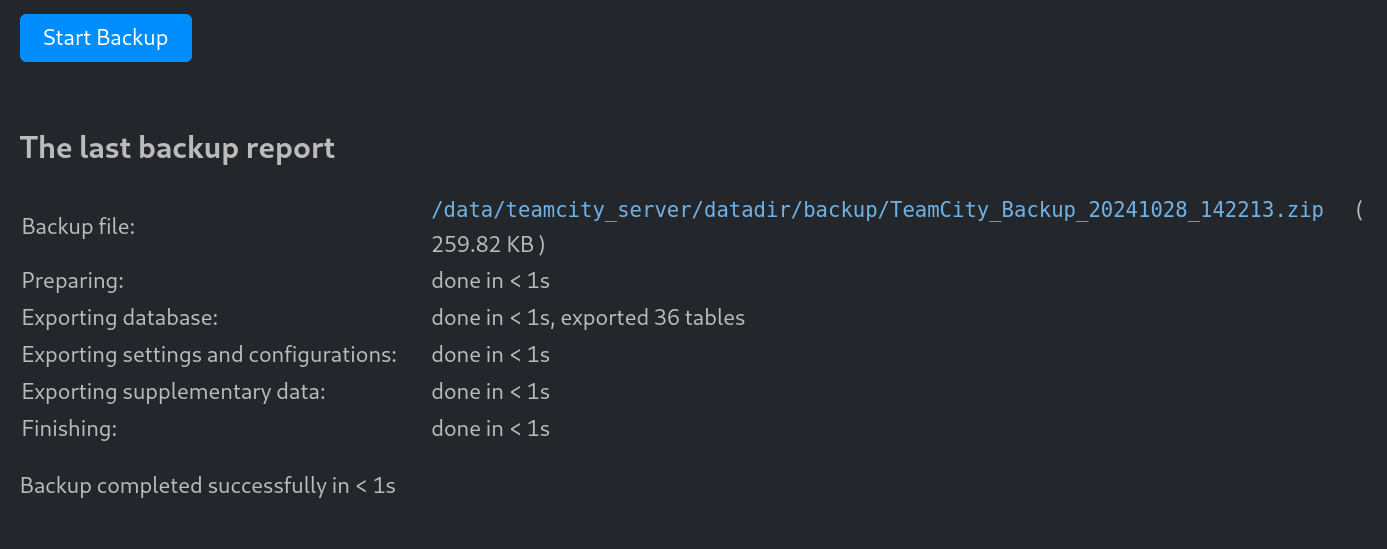 Start Backup
The last backup report
Backup file: /data/teamcity_server/datadir/backup/TeamCity_Backup_20241028_142213.zip (
259.82 KB )
Preparing: done in < 1s
Exporting database: done in < 1s, exported 36 tables
Exporting settings and configurations: done in < 1s
Exporting supplementary data: done in < 1s
Finishing: done in < 1s
Backup completed successfully in < 1s